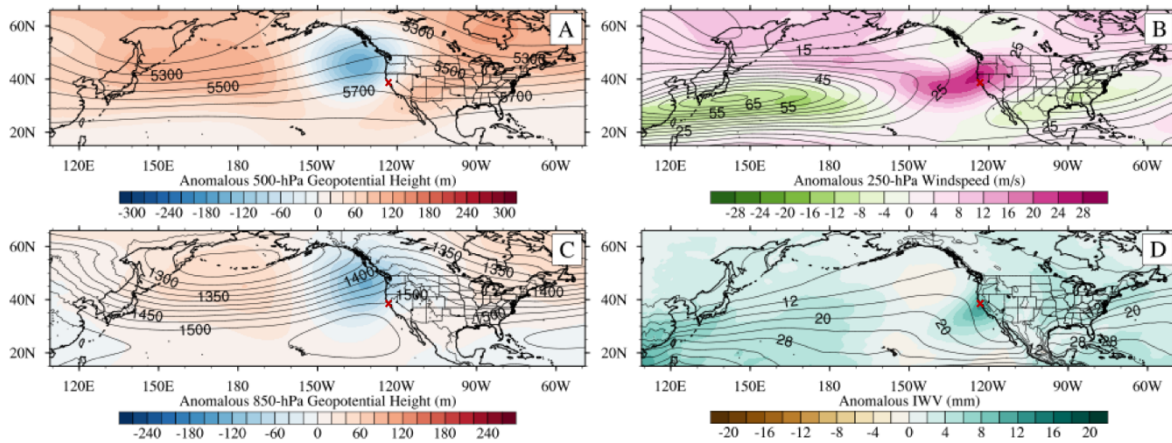 A
60N
40N
20N
5300
5300
5300
5500
5500
5700
5700
120E 150E 180 150W 120W 90W 60W
Anomalous 500-hPa Geopotential Height (m)
-300 -240 -180 -120 -60 0 60 120 180 240 300
B
60N
40N
20N
15
15
45
25
65
55
55
25
25
120E 150E 180 150W 120W 90W 60W
Anomalous 250-hPa Windspeed (m/s)
-28 -24 -20 -16 -12 -8 -4 0 4 8 12 16 20 24 28
C
60N
40N
20N
1300
1350
1350
1350
1400
1400
1450
1500
1500
1500
120E 150E 180 150W 120W 90W 60W
Anomalous 850-hPa Geopotential Height (m)
-240 -180 -120 -60 0 60 120 180 240
D
60N
40N
20N
12
20
20
20
28
28
28
12
120E 150E 180 150W 120W 90W 60W
Anomalous IWV (mm)
-20 -16 -12 -8 -4 0 4 8 12 16 20